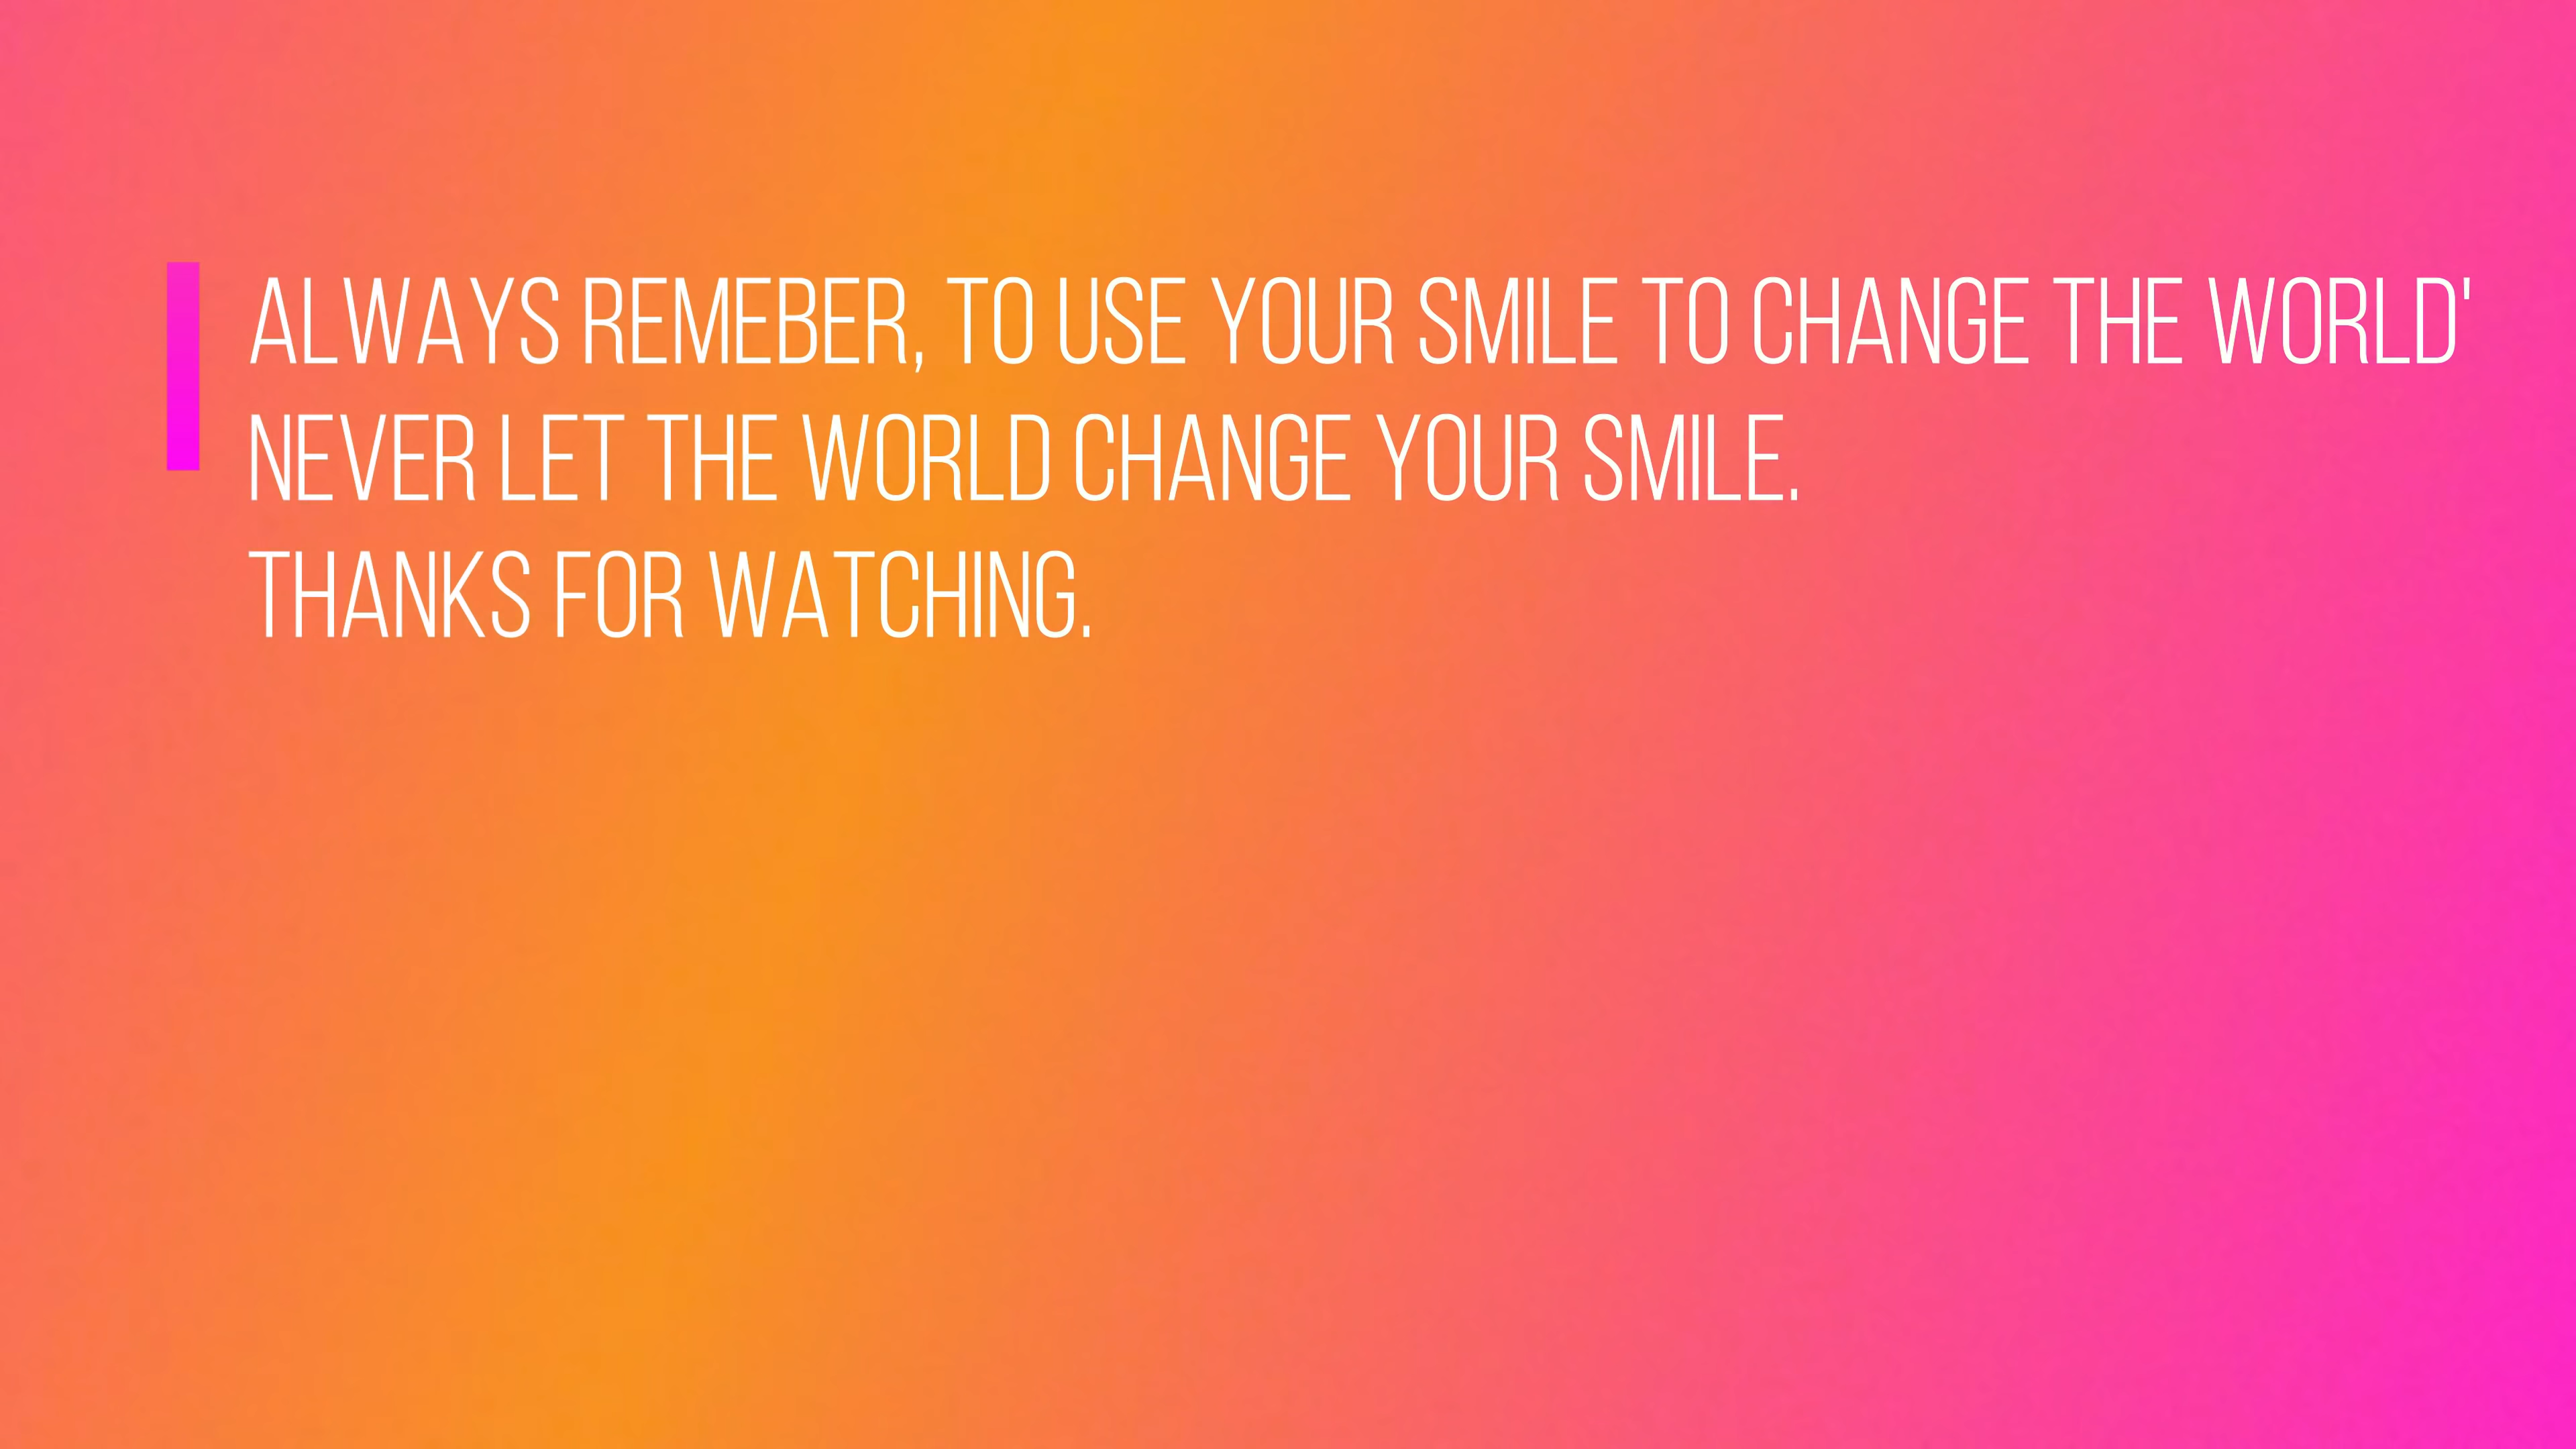 ALWAYS REMEBER, TO USE YOUR SMILE TO CHANGE THE WORLD'
NEVER LET THE WORLD CHANGE YOUR SMILE.
THANKS FOR WATCHING.